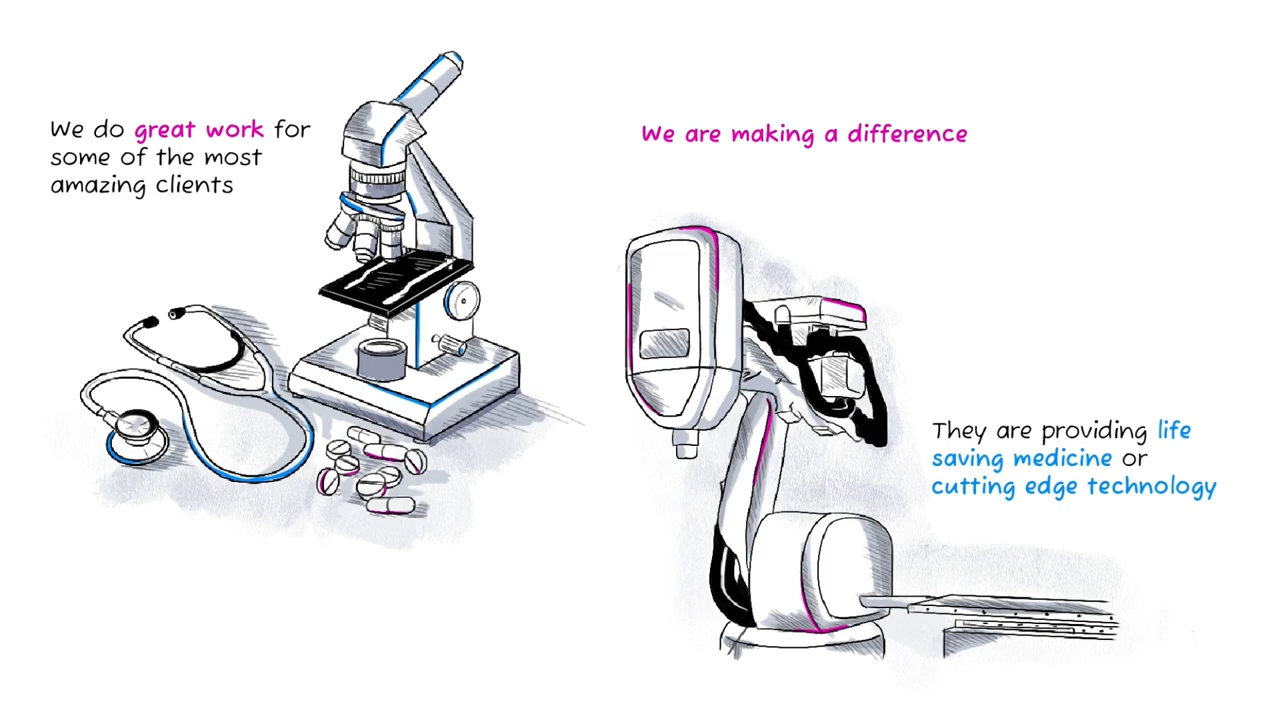 We do great work for
some of the most
amazing clients
We are making a difference
They are providing life
saving medicine or
cutting edge technology